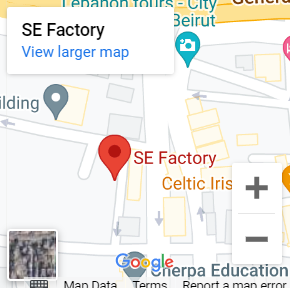 Lebanon tours - City
Beirut
General
SE Factory
View larger map
ilding
SE Factory
Celtic Iris
Google
Sherpa Education
Map Data
Terms
Report a map error